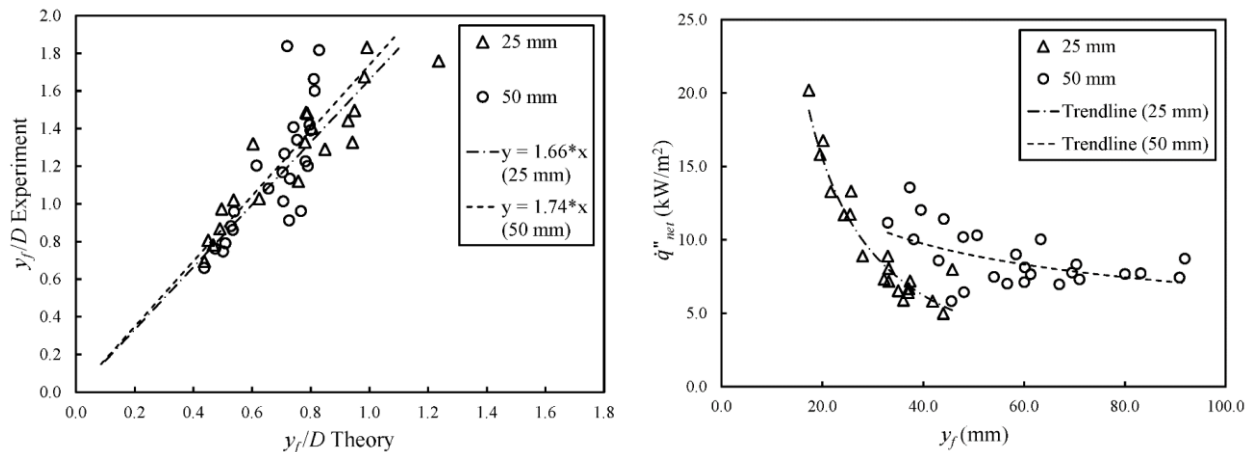 2.0
1.8
1.6
1.4
1.2
1.0
0.8
0.6
0.4
0.2
0.0
y_f/D Experiment
0.0 0.2 0.4 0.6 0.8 1.0 1.2 1.4 1.6 1.8
y_f/D Theory
25 mm
50 mm
y = 1.66*x
(25 mm)
y = 1.74*x
(50 mm)
25.0
20.0
15.0
10.0
5.0
0.0
q̇"net (kW/m²)
0.0 20.0 40.0 60.0 80.0 100.0
y_f (mm)
25 mm
50 mm
Trendline (25 mm)
Trendline (50 mm)